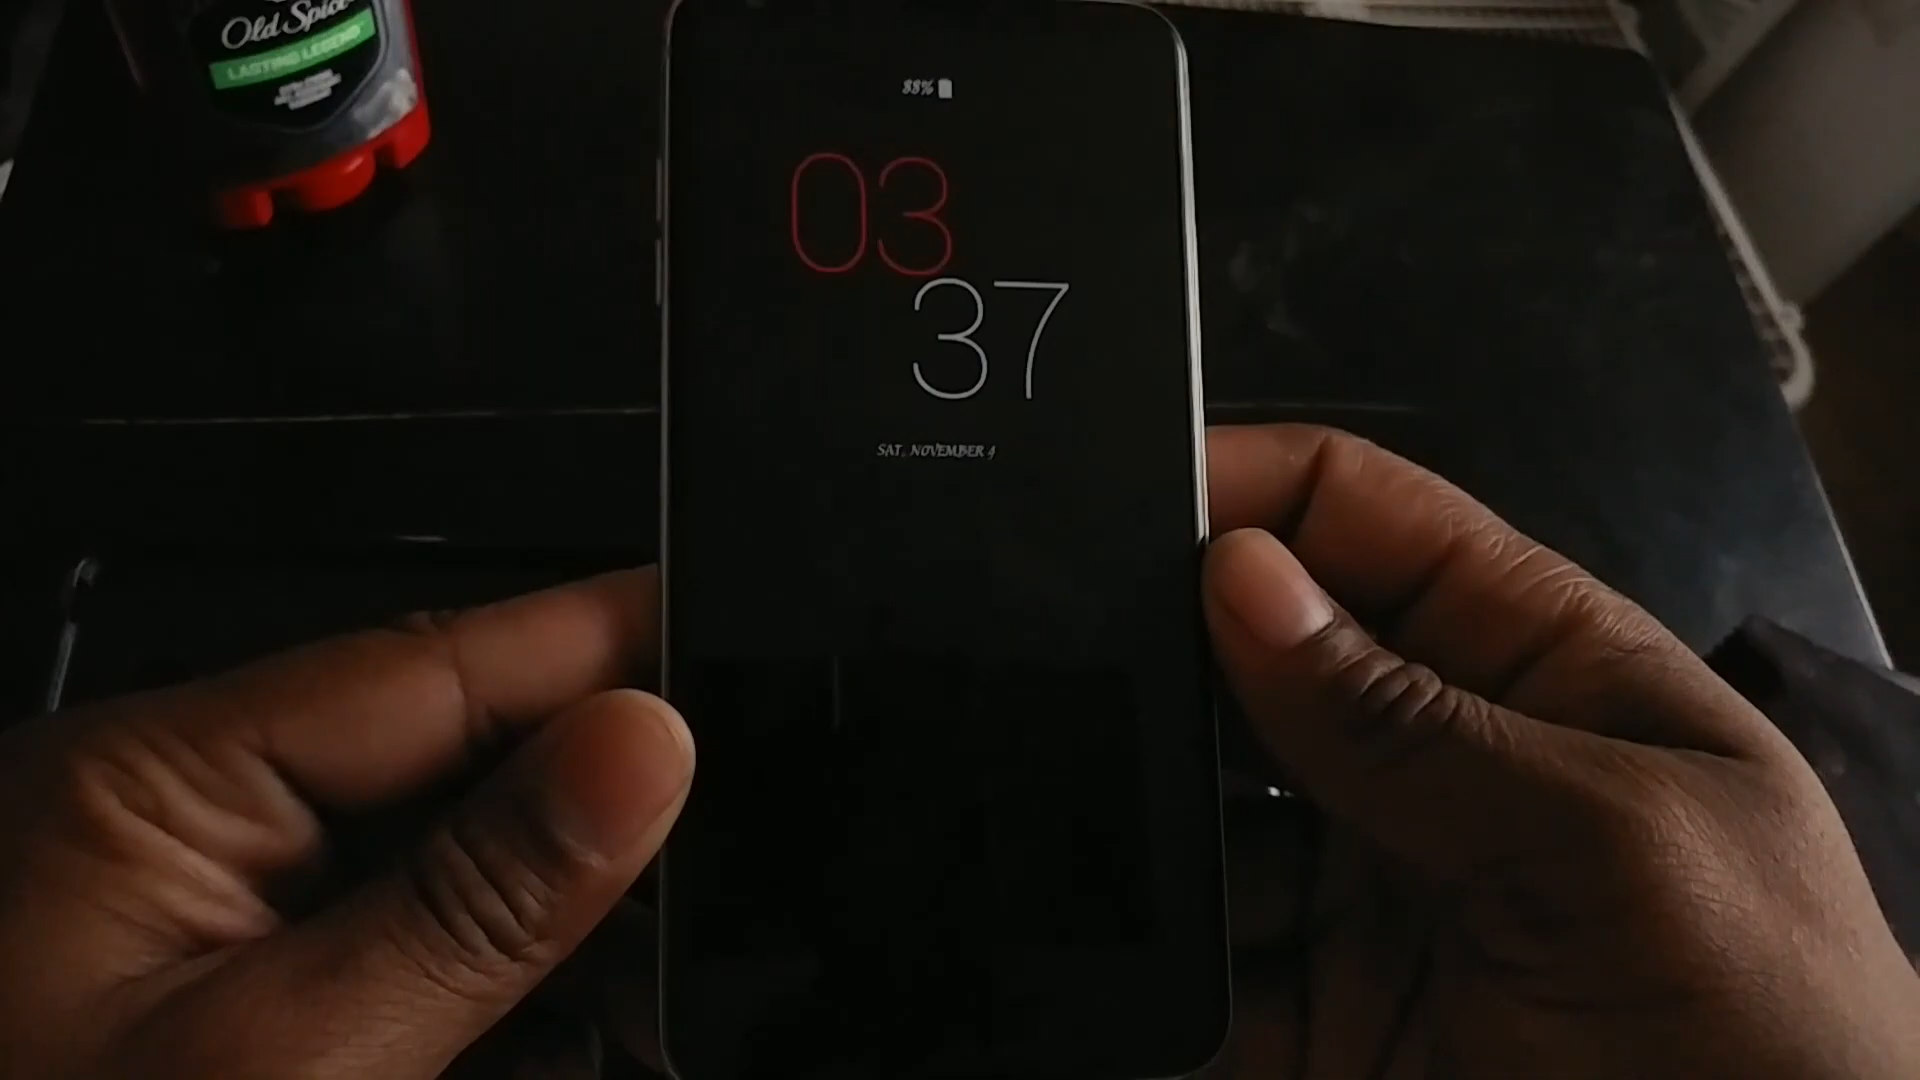 Old Spice
LASTING LEGEND
88%
03
37
SAT, NOVEMBER 4